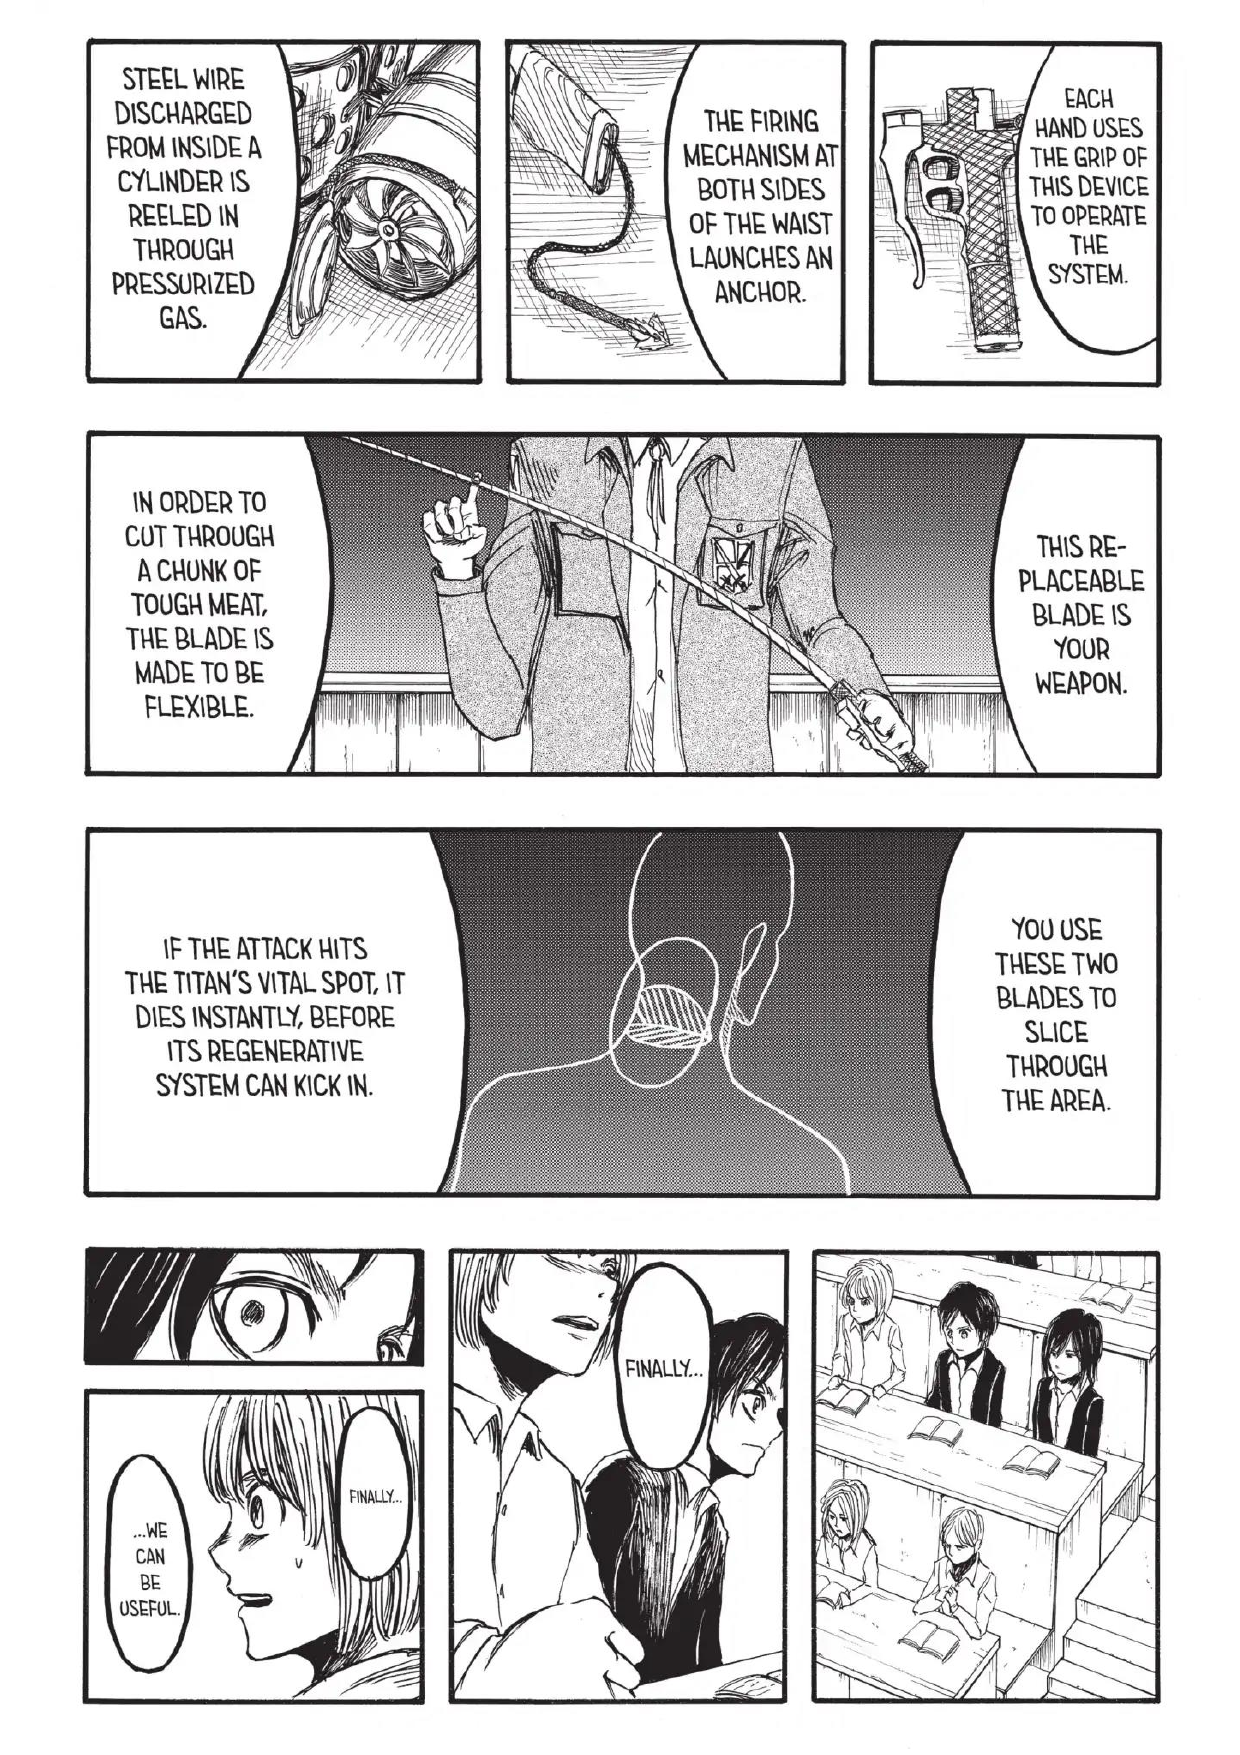 EACH
HAND USES
THE GRIP OF
THIS DEVICE
TO OPERATE
THE
SYSTEM.
THE FIRING
MECHANISM AT
BOTH SIDES
OF THE WAIST
LAUNCHES AN
ANCHOR.
STEEL WIRE
DISCHARGED
FROM INSIDE A
CYLINDER IS
REELED IN
THROUGH
PRESSURIZED
GAS.
THIS RE-
PLACEABLE
BLADE IS
YOUR
WEAPON.
IN ORDER TO
CUT THROUGH
A CHUNK OF
TOUGH MEAT,
THE BLADE IS
MADE TO BE
FLEXIBLE.
YOU USE
THESE TWO
BLADES TO
SLICE
THROUGH
THE AREA.
IF THE ATTACK HITS
THE TITAN'S VITAL SPOT, IT
DIES INSTANTLY, BEFORE
ITS REGENERATIVE
SYSTEM CAN KICK IN.
FINALLY...
FINALLY...
...WE
CAN
BE
USEFUL.